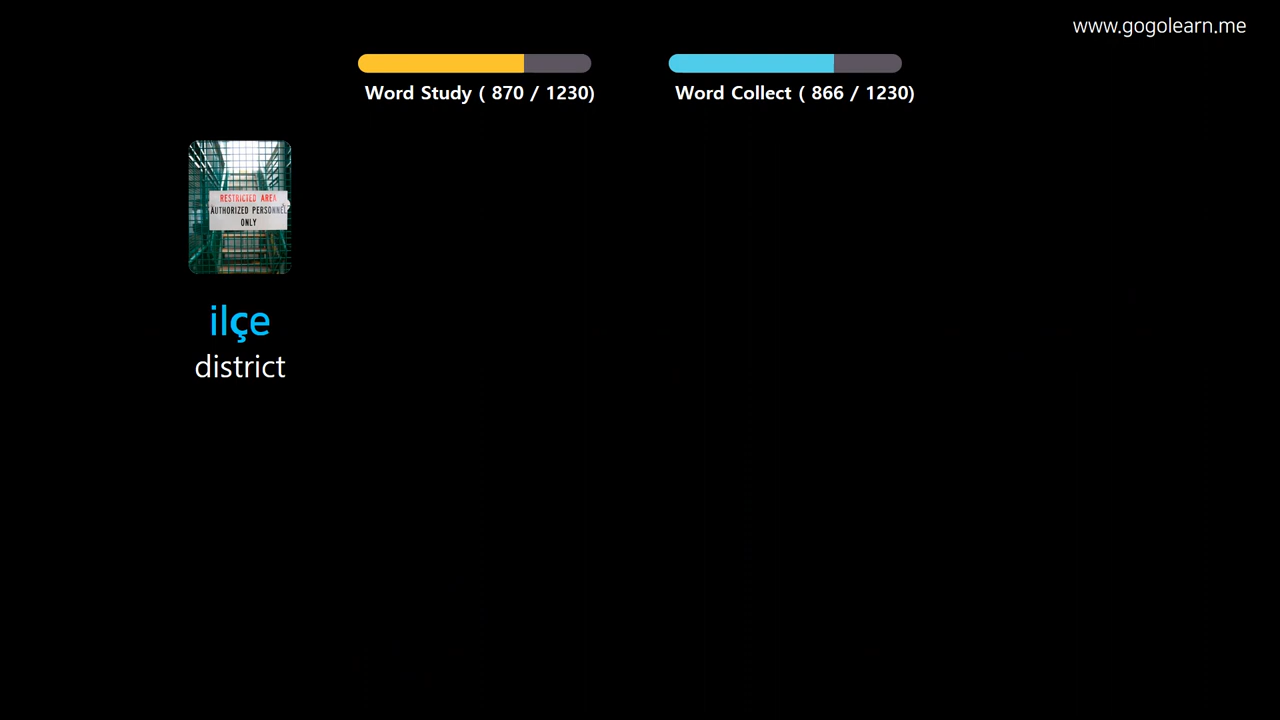 www.gogolearn.me
Word Study ( 870 / 1230)
Word Collect ( 866 / 1230)
RESTRICTED AREA
AUTHORIZED PERSONNEL
ONLY
ilçe
district